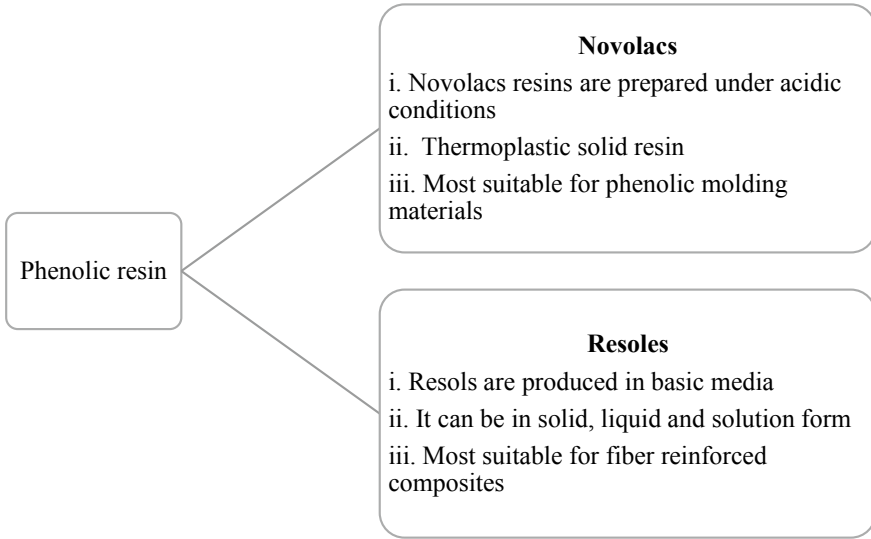 Phenolic resin
Novolacs
i. Novolacs resins are prepared under acidic
conditions
ii. Thermoplastic solid resin
iii. Most suitable for phenolic molding
materials
Resoles
i. Resols are produced in basic media
ii. It can be in solid, liquid and solution form
iii. Most suitable for fiber reinforced
composites